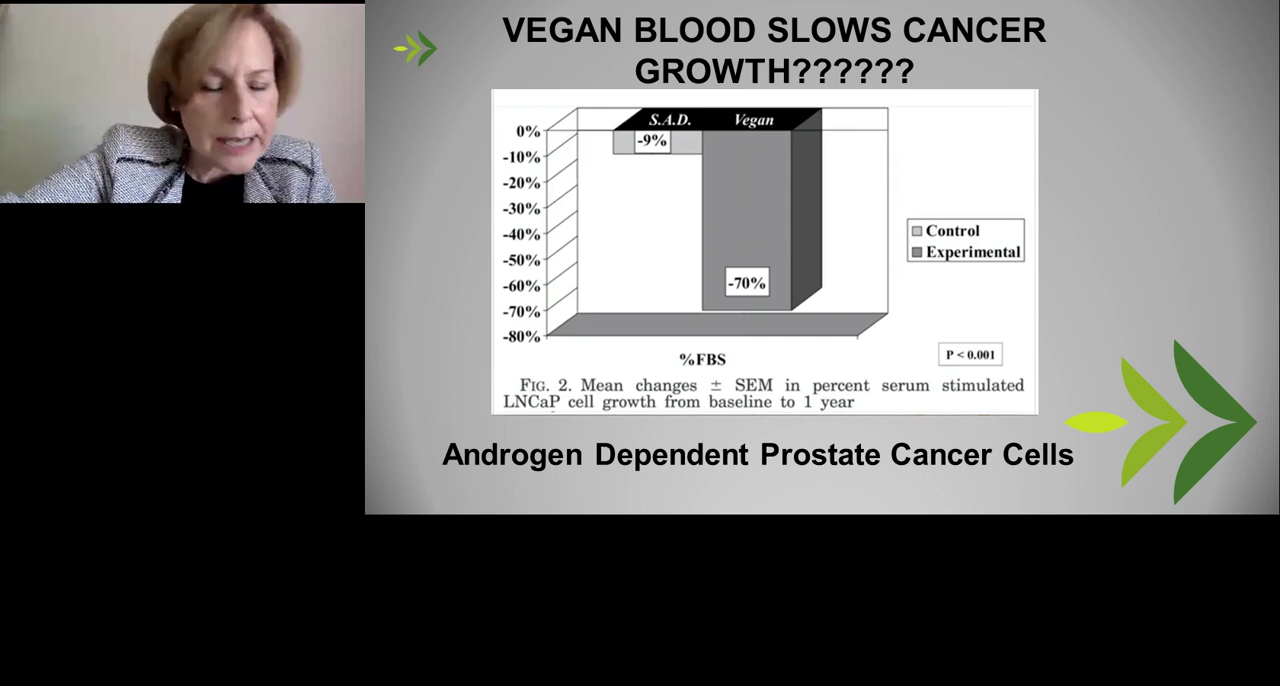 VEGAN BLOOD SLOWS CANCER
GROWTH??????
S.A.D. Vegan
0%
-9%
-10%
-20%
-30%
-40%
-50%
-60%
-70%
-80%
-70%
Control
Experimental
%FBS
P < 0.001
FIG. 2. Mean changes ± SEM in percent serum stimulated
LNCaP cell growth from baseline to 1 year
Androgen Dependent Prostate Cancer Cells